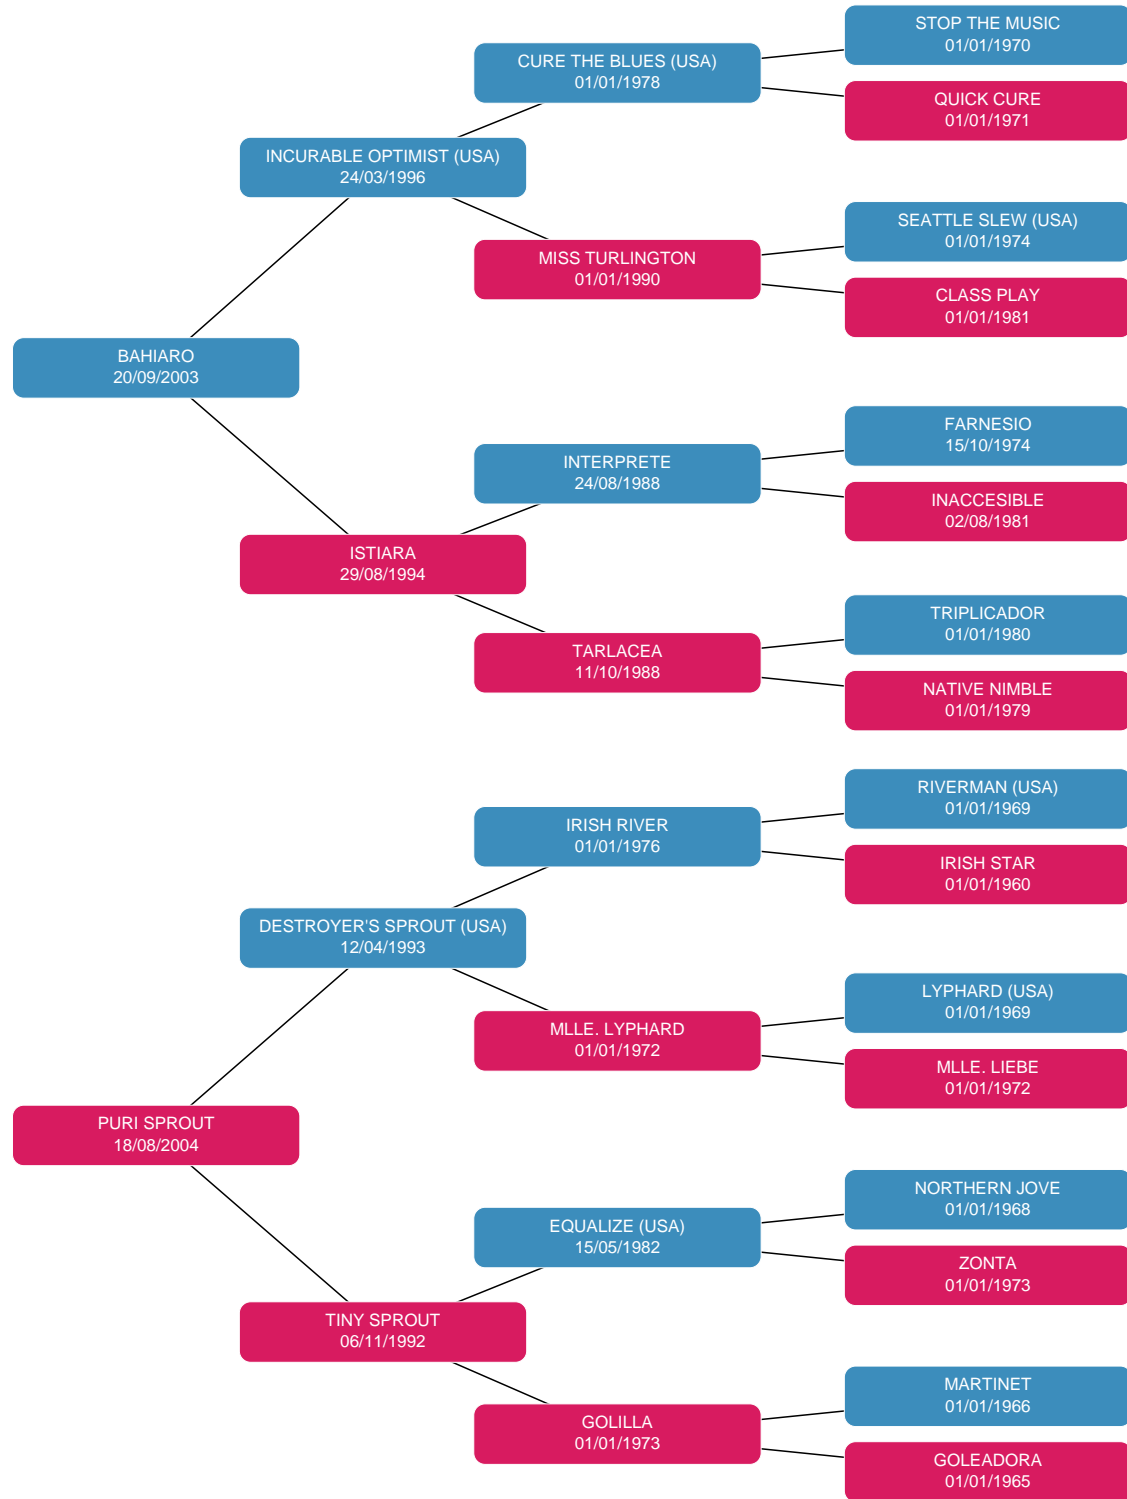 STOP THE MUSIC
01/01/1970
CURE THE BLUES (USA)
01/01/1978
QUICK CURE
01/01/1971
INCURABLE OPTIMIST (USA)
24/03/1996
SEATTLE SLEW (USA)
01/01/1974
MISS TURLINGTON
01/01/1990
CLASS PLAY
01/01/1981
BAHIARO
20/09/2003
FARNESIO
15/10/1974
INTERPRETE
24/08/1988
INACCESIBLE
02/08/1981
ISTIARA
29/08/1994
TRIPLICADOR
01/01/1980
TARLACEA
11/10/1988
NATIVE NIMBLE
01/01/1979
RIVERMAN (USA)
01/01/1969
IRISH RIVER
01/01/1976
IRISH STAR
01/01/1960
DESTROYER'S SPROUT (USA)
12/04/1993
LYPHARD (USA)
01/01/1969
MLLE. LYPHARD
01/01/1972
MLLE. LIEBE
01/01/1972
PURI SPROUT
18/08/2004
NORTHERN JOVE
01/01/1968
EQUALIZE (USA)
15/05/1982
ZONTA
01/01/1973
TINY SPROUT
06/11/1992
MARTINET
01/01/1966
GOLILLA
01/01/1973
GOLEADORA
01/01/1965